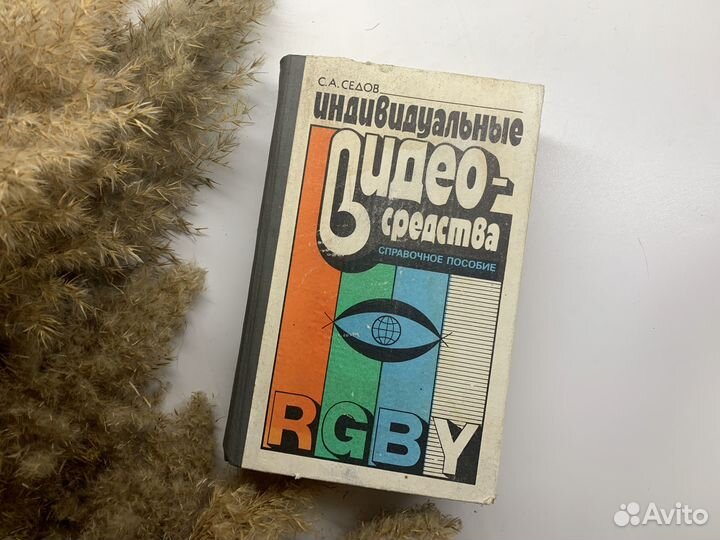 С.А. СЕДОВ
ИНДИВИДУАЛЬНЫЕ
ВИДЕО-
СРЕДСТВА
СПРАВОЧНОЕ ПОСОБИЕ
RGBY
Avito